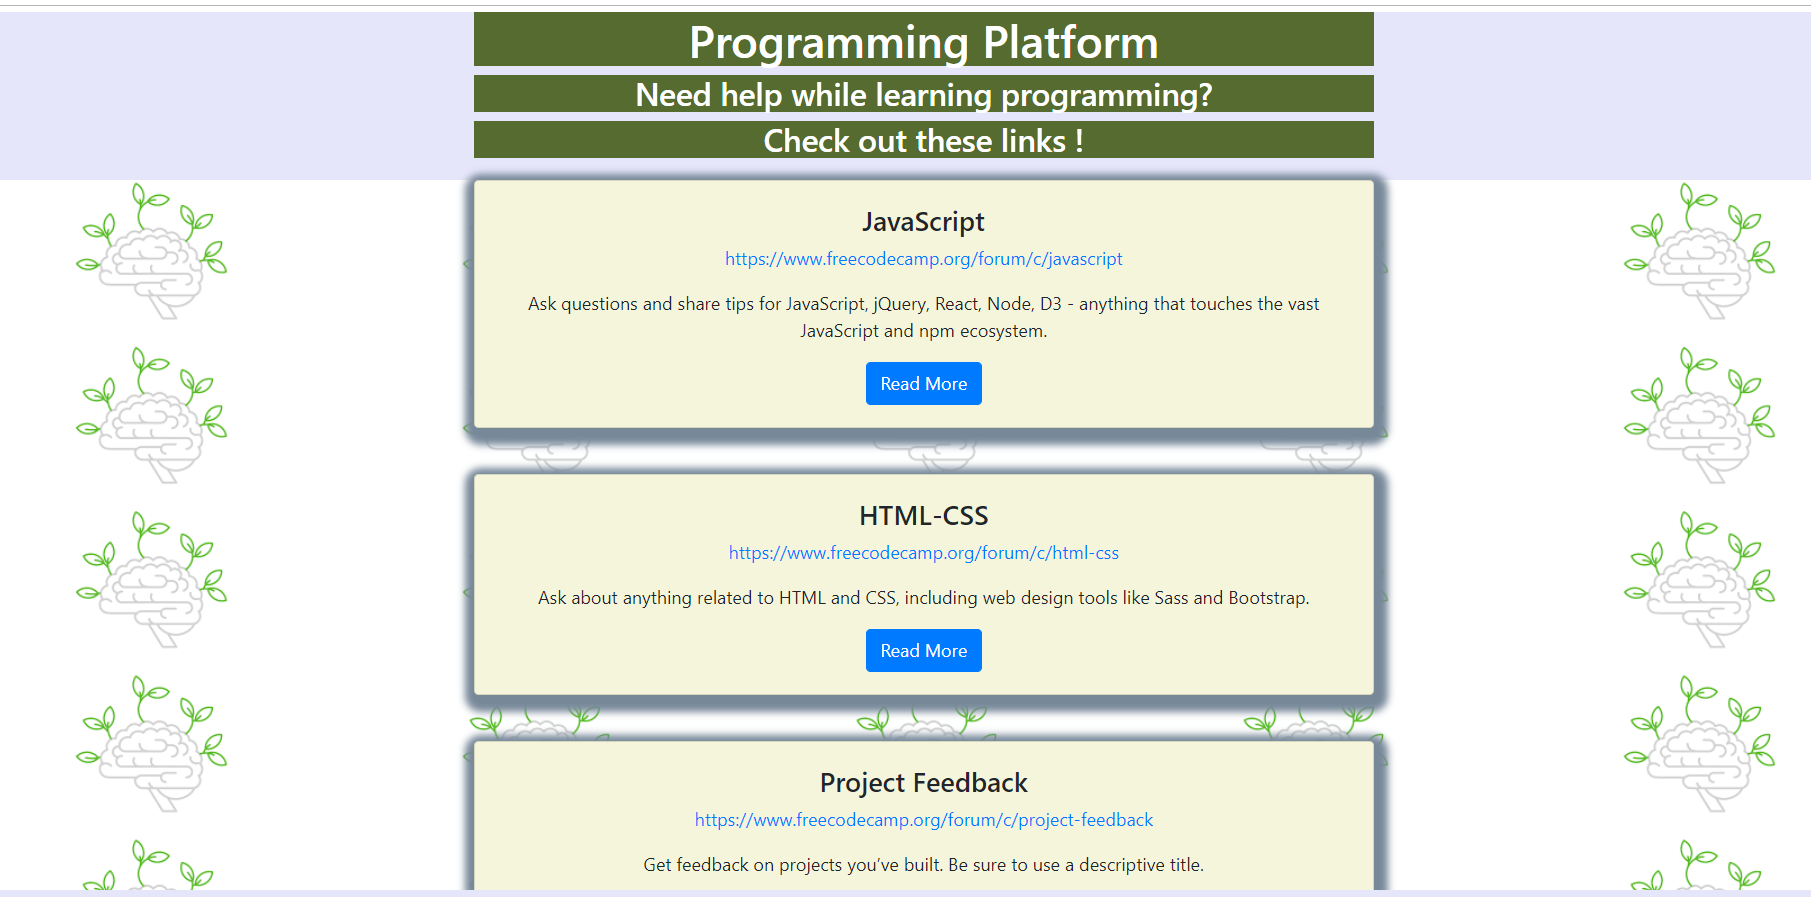 Programming Platform
Need help while learning programming?
Check out these links !
JavaScript
https://www.freecodecamp.org/forum/c/javascript
Ask questions and share tips for JavaScript, jQuery, React, Node, D3 - anything that touches the vast
JavaScript and npm ecosystem.
Read More
HTML-CSS
https://www.freecodecamp.org/forum/c/html-css
Ask about anything related to HTML and CSS, including web design tools like Sass and Bootstrap.
Read More
Project Feedback
https://www.freecodecamp.org/forum/c/project-feedback
Get feedback on projects you’ve built. Be sure to use a descriptive title.